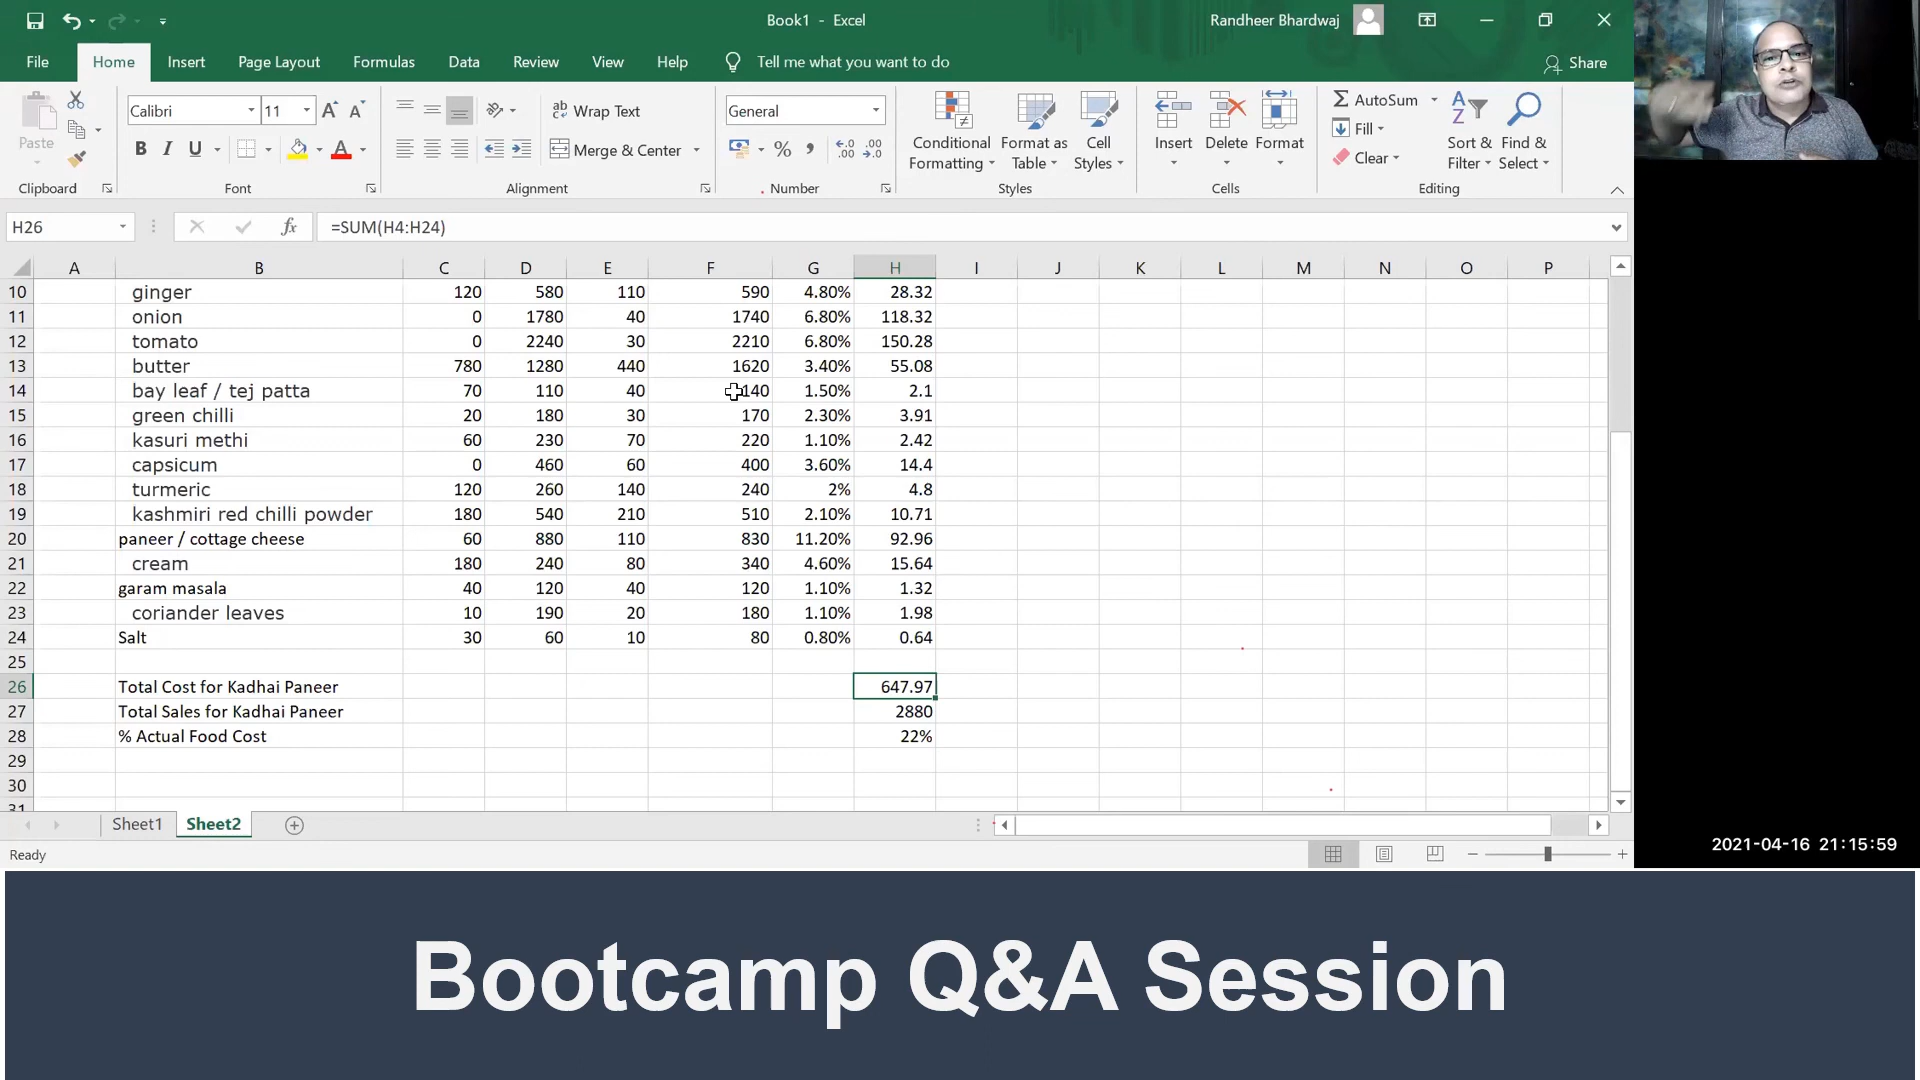 Book1 - Excel
Randheer Bhardwaj
File Home Insert Page Layout Formulas Data Review View Help Tell me what you want to do Share
Paste
Clipboard
Calibri 11
B I U
Font
Wrap Text
Merge & Center
Alignment
General
%
Number
Conditional Formatting
Format as Table
Cell Styles
Styles
Insert Delete Format
Cells
AutoSum
Fill
Clear
Sort & Filter
Find & Select
Editing
H26 fx =SUM(H4:H24)
A B C D E F G H I J K L M N O P
10 ginger 120 580 110 590 4.80% 28.32
11 onion 0 1780 40 1740 6.80% 118.32
12 tomato 0 2240 30 2210 6.80% 150.28
13 butter 780 1280 440 1620 3.40% 55.08
14 bay leaf / tej patta 70 110 40 140 1.50% 2.1
15 green chilli 20 180 30 170 2.30% 3.91
16 kasuri methi 60 230 70 220 1.10% 2.42
17 capsicum 0 460 60 400 3.60% 14.4
18 turmeric 120 260 140 240 2% 4.8
19 kashmiri red chilli powder 180 540 210 510 2.10% 10.71
20 paneer / cottage cheese 60 880 110 830 11.20% 92.96
21 cream 180 240 80 340 4.60% 15.64
22 garam masala 40 120 40 120 1.10% 1.32
23 coriander leaves 10 190 20 180 1.10% 1.98
24 Salt 30 60 10 80 0.80% 0.64
25
26 Total Cost for Kadhai Paneer 647.97
27 Total Sales for Kadhai Paneer 2880
28 % Actual Food Cost 22%
29
30
31
Sheet1 Sheet2
Ready
2021-04-16 21:15:59
Bootcamp Q&A Session